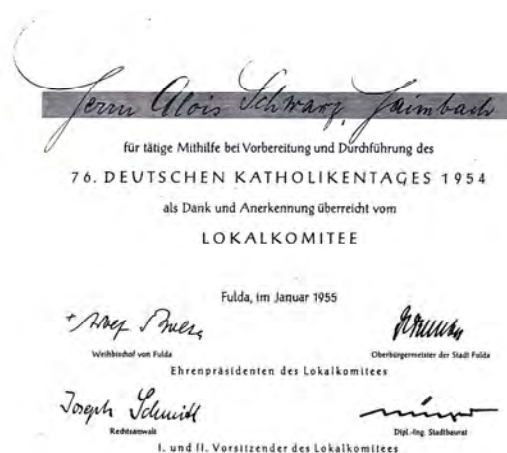 Herrn Alois Schwarz, Haimbach
für tätige Mithilfe bei Vorbereitung und Durchführung des
76. DEUTSCHEN KATHOLIKENTAGES 1954
als Dank und Anerkennung überreicht vom
LOKALKOMITEE
Fulda, im Januar 1955
Weihbischof von Fulda
Oberbürgermeister der Stadt Fulda
Ehrenpräsidenten des Lokalkomitees
Joseph Schmitt
Rechtsanwalt
Dipl.-Ing. Stadtbaurat
I. und II. Vorsitzender des Lokalkomitees